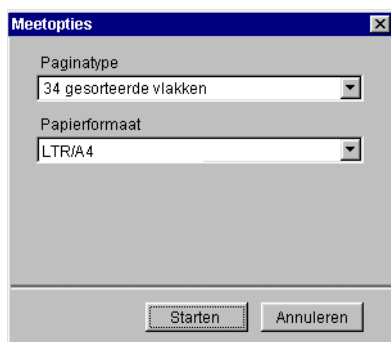 Meetopties
Paginatype
34 gesorteerde vlakken
Papierformaat
LTR/A4
Starten Annuleren